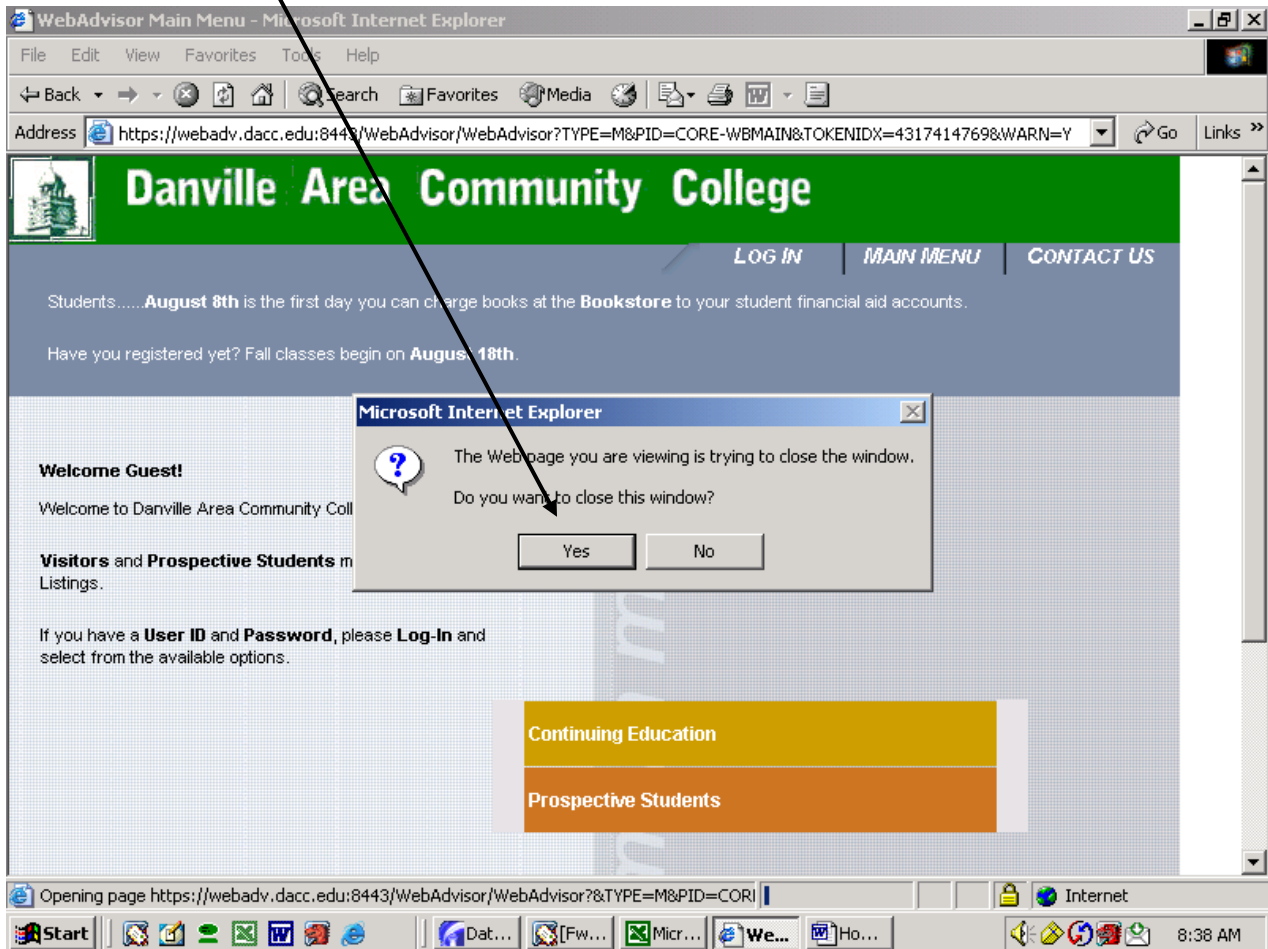 WebAdvisor Main Menu - Microsoft Internet Explorer
File Edit View Favorites Tools Help
Back Search Favorites Media
Address https://webadv.dacc.edu:8443/WebAdvisor/WebAdvisor?TYPE=M&PID=CORE-WBMAIN&TOKENIDX=4317414769&WARN=Y Go Links »
Danville Area Community College
LOG IN MAIN MENU CONTACT US
Students......August 8th is the first day you can charge books at the Bookstore to your student financial aid accounts.
Have you registered yet? Fall classes begin on August 18th.
Microsoft Internet Explorer
The Web page you are viewing is trying to close the window.
Do you want to close this window?
Yes No
Welcome Guest!
Welcome to Danville Area Community Coll
Visitors and Prospective Students m
Listings.
If you have a User ID and Password, please Log-In and
select from the available options.
Continuing Education
Prospective Students
Opening page https://webadv.dacc.edu:8443/WebAdvisor/WebAdvisor?&TYPE=M&PID=CORI Internet
Start Dat... [Fw... Micr... We... Ho... 8:38 AM